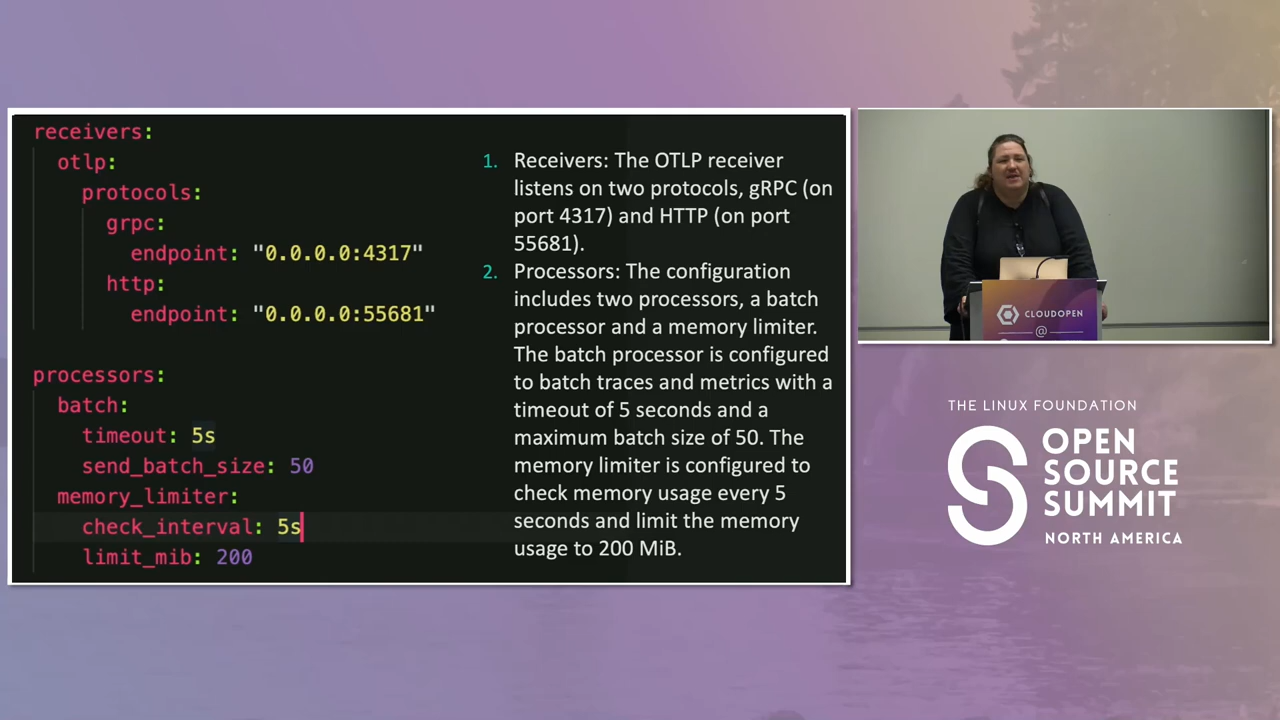 receivers:
otlp:
protocols:
grpc:
endpoint: "0.0.0.0:4317"
http:
endpoint: "0.0.0.0:55681"
processors:
batch:
timeout: 5s
send_batch_size: 50
memory_limiter:
check_interval: 5s
limit_mib: 200
1. Receivers: The OTLP receiver
listens on two protocols, gRPC (on
port 4317) and HTTP (on port
55681).
2. Processors: The configuration
includes two processors, a batch
processor and a memory limiter.
The batch processor is configured
to batch traces and metrics with a
timeout of 5 seconds and a
maximum batch size of 50. The
memory limiter is configured to
check memory usage every 5
seconds and limit the memory
usage to 200 MiB.
CLOUDOPEN
@
THE LINUX FOUNDATION
OPEN
SOURCE
SUMMIT
NORTH AMERICA